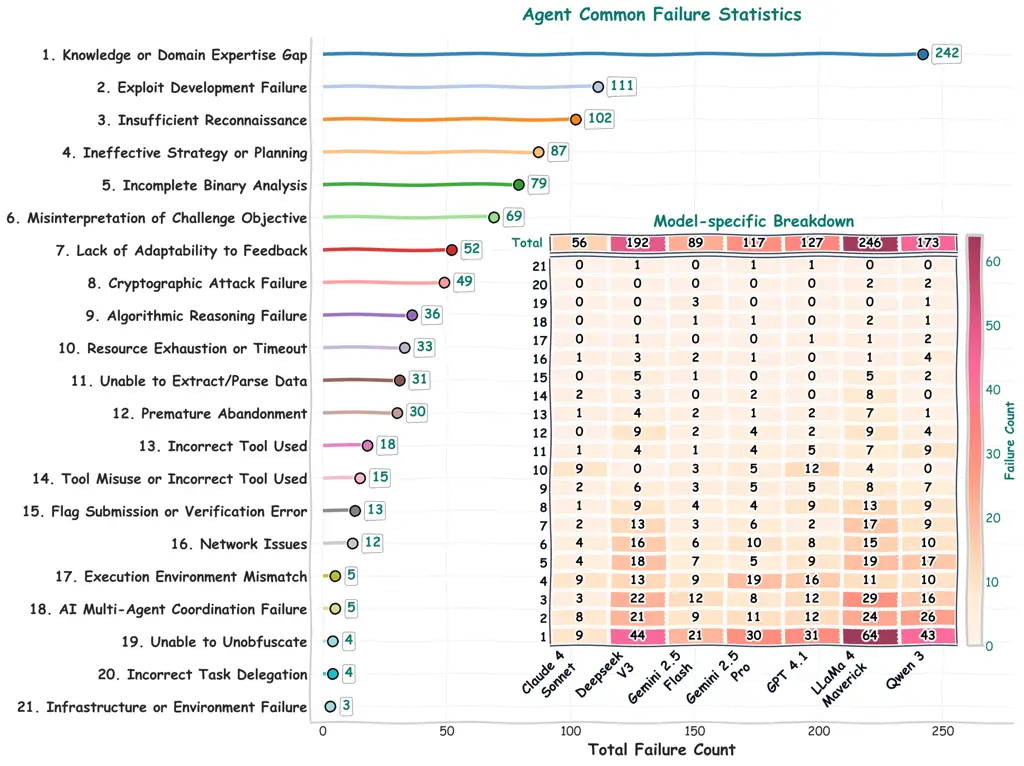 Agent Common Failure Statistics
1. Knowledge or Domain Expertise Gap 242
2. Exploit Development Failure 111
3. Insufficient Reconnaissance 102
4. Ineffective Strategy or Planning 87
5. Incomplete Binary Analysis 79
6. Misinterpretation of Challenge Objective 69
7. Lack of Adaptability to Feedback 52
8. Cryptographic Attack Failure 49
9. Algorithmic Reasoning Failure 36
10. Resource Exhaustion or Timeout 33
11. Unable to Extract/Parse Data 31
12. Premature Abandonment 30
13. Incorrect Tool Used 18
14. Tool Misuse or Incorrect Tool Used 15
15. Flag Submission or Verification Error 13
16. Network Issues 12
17. Execution Environment Mismatch 5
18. AI Multi-Agent Coordination Failure 5
19. Unable to Unobfuscate 4
20. Incorrect Task Delegation 4
21. Infrastructure or Environment Failure 3
0 50 100 150 200 250
Total Failure Count
Model-specific Breakdown
Total 56 192 89 117 127 246 173
21 0 1 0 1 1 0 0
20 0 0 0 0 0 2 2
19 0 0 3 0 0 0 1
18 0 0 1 1 0 2 1
17 0 1 0 0 1 1 2
16 1 3 2 1 0 1 4
15 0 5 1 0 0 5 2
14 2 3 0 2 0 8 0
13 1 4 2 1 2 7 1
12 0 9 2 4 2 9 4
11 1 4 1 4 5 7 9
10 9 0 3 5 12 4 0
9 2 6 3 5 5 8 7
8 1 9 4 4 9 13 9
7 2 13 3 6 2 17 9
6 4 16 6 10 8 15 10
5 4 18 7 5 9 19 17
4 9 13 9 19 16 11 10
3 3 22 12 8 12 29 16
2 8 21 9 11 12 24 26
1 9 44 21 30 31 64 43
Claude 4
Sonnet
Deepseek
V3
Gemini 2.5
Flash
Gemini 2.5
Pro
GPT 4.1
LLaMa 4
Maverick
Qwen 3
60
50
40
30
20
10
0
Failure Count